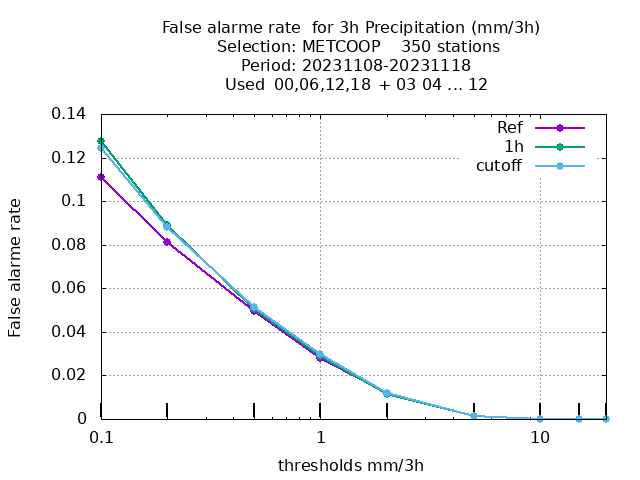 False alarme rate  for 3h Precipitation (mm/3h)
Selection: METCOOP    350 stations
Period: 20231108-20231118
Used  00,06,12,18 + 03 04 ... 12
Ref
1h
cutoff
False alarme rate
0.14
0.12
0.1
0.08
0.06
0.04
0.02
0
0.1 1 10
thresholds mm/3h